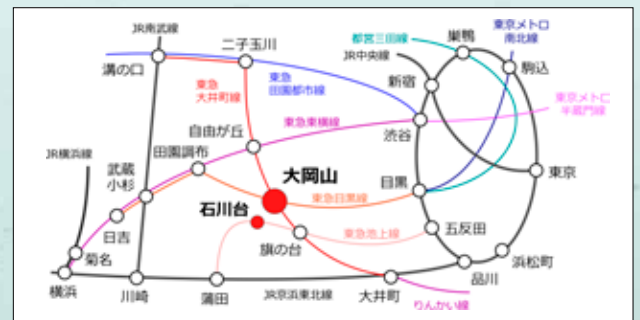 JR南武線
二子玉川
都営三田線
巣鴨
東京メトロ
南北線
JR中央線
溝の口
駒込
新宿
東急
大井町線
東急
田園都市線
東京メトロ
半蔵門線
自由が丘
東急東横線
渋谷
JR横浜線
武蔵
小杉
田園調布
大岡山
目黒
東京
東急目黒線
石川台
日吉
旗の台
東急池上線
五反田
菊名
浜松町
横浜
川崎
蒲田
JR京浜東北線
大井町
品川
りんかい線